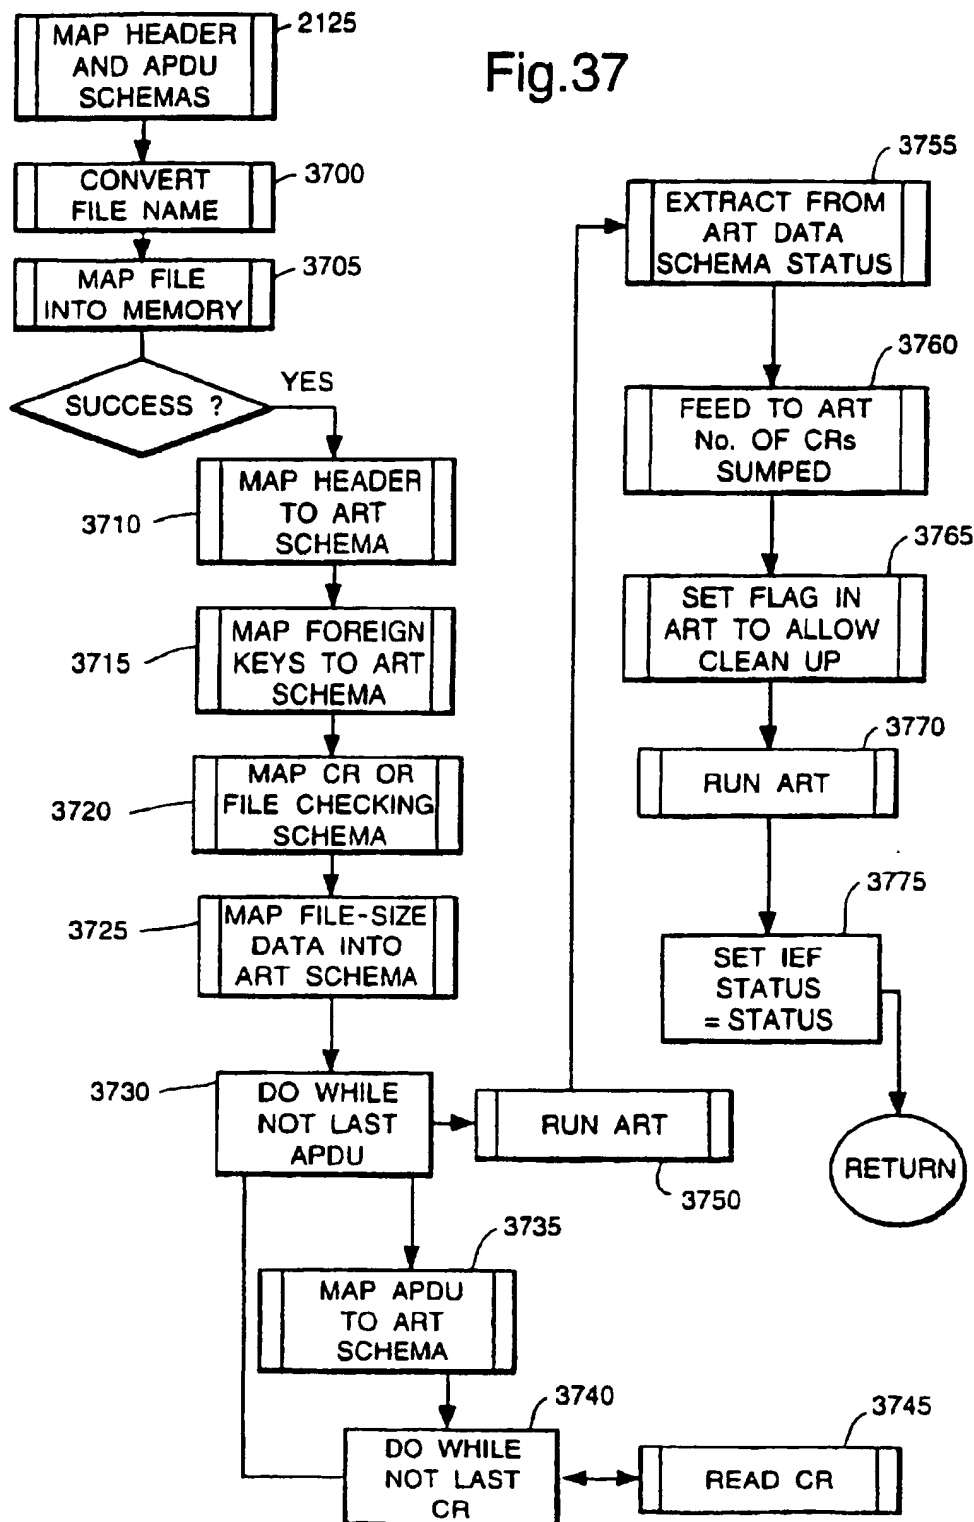 Fig.37
MAP HEADER
AND APDU
SCHEMAS
2125
CONVERT
FILE NAME
3700
MAP FILE
INTO MEMORY
3705
SUCCESS ?
YES
MAP HEADER
TO ART
SCHEMA
3710
MAP FOREIGN
KEYS TO ART
SCHEMA
3715
MAP CR OR
FILE CHECKING
SCHEMA
3720
MAP FILE-SIZE
DATA INTO
ART SCHEMA
3725
DO WHILE
NOT LAST
APDU
3730
MAP APDU
TO ART
SCHEMA
3735
DO WHILE
NOT LAST
CR
3740
READ CR
3745
RUN ART
3750
EXTRACT FROM
ART DATA
SCHEMA STATUS
3755
FEED TO ART
No. OF CRs
SUMPED
3760
SET FLAG IN
ART TO ALLOW
CLEAN UP
3765
RUN ART
3770
SET IEF
STATUS
= STATUS
3775
RETURN